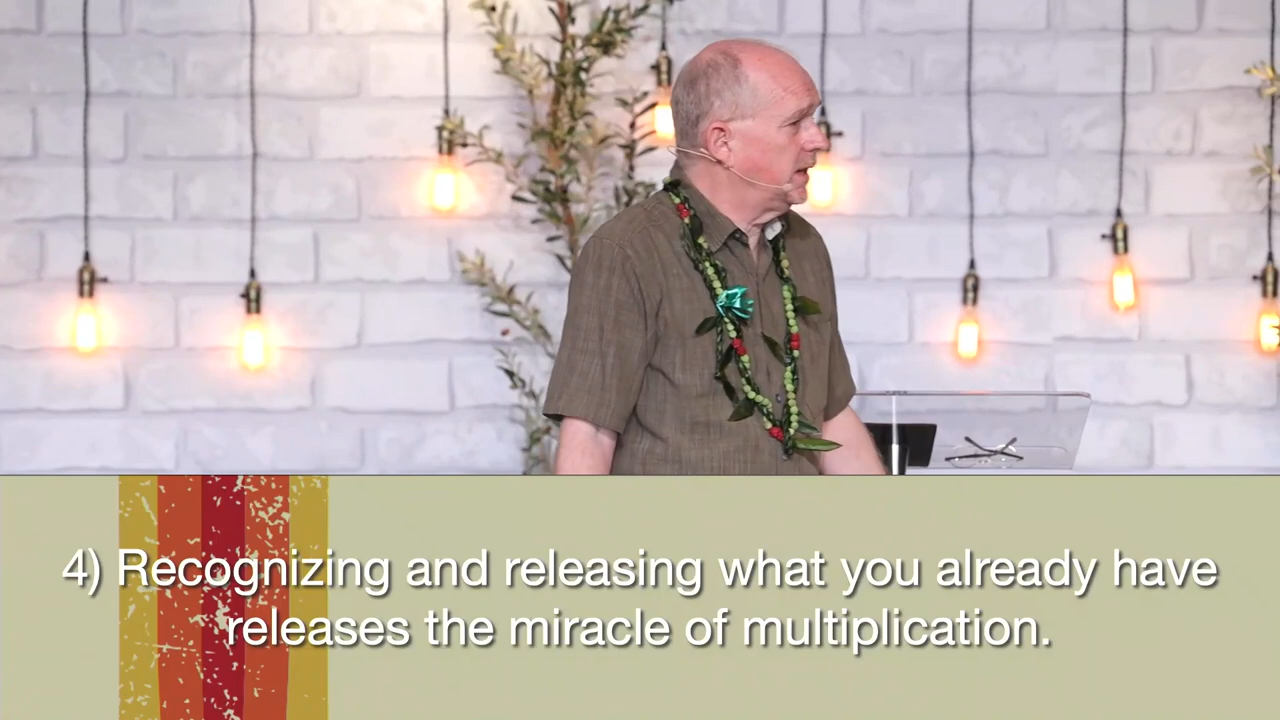 4) Recognizing and releasing what you already have
releases the miracle of multiplication.